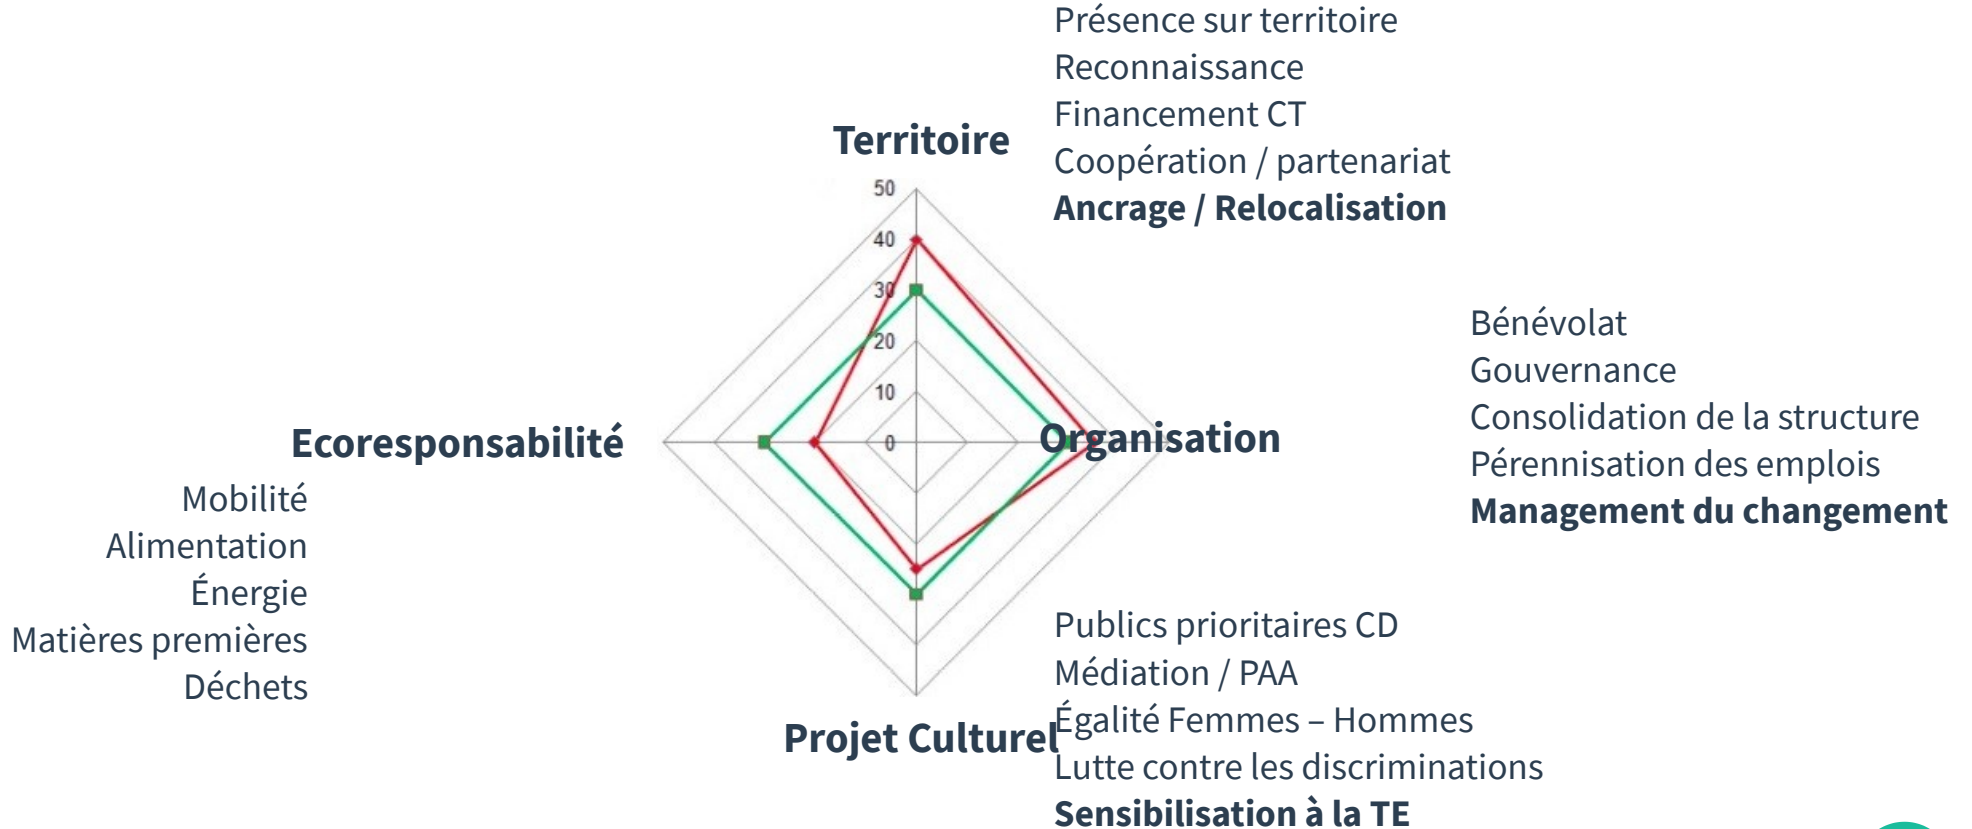 Présence sur territoire
Reconnaissance
Financement CT
Coopération / partenariat
Ancrage / Relocalisation
Territoire
50
40
30
20
10
0
Organisation
Bénévolat
Gouvernance
Consolidation de la structure
Pérennisation des emplois
Management du changement
Ecoresponsabilité
Mobilité
Alimentation
Énergie
Matières premières
Déchets
Projet Culturel
Publics prioritaires CD
Médiation / PAA
Égalité Femmes – Hommes
Lutte contre les discriminations
Sensibilisation à la TE